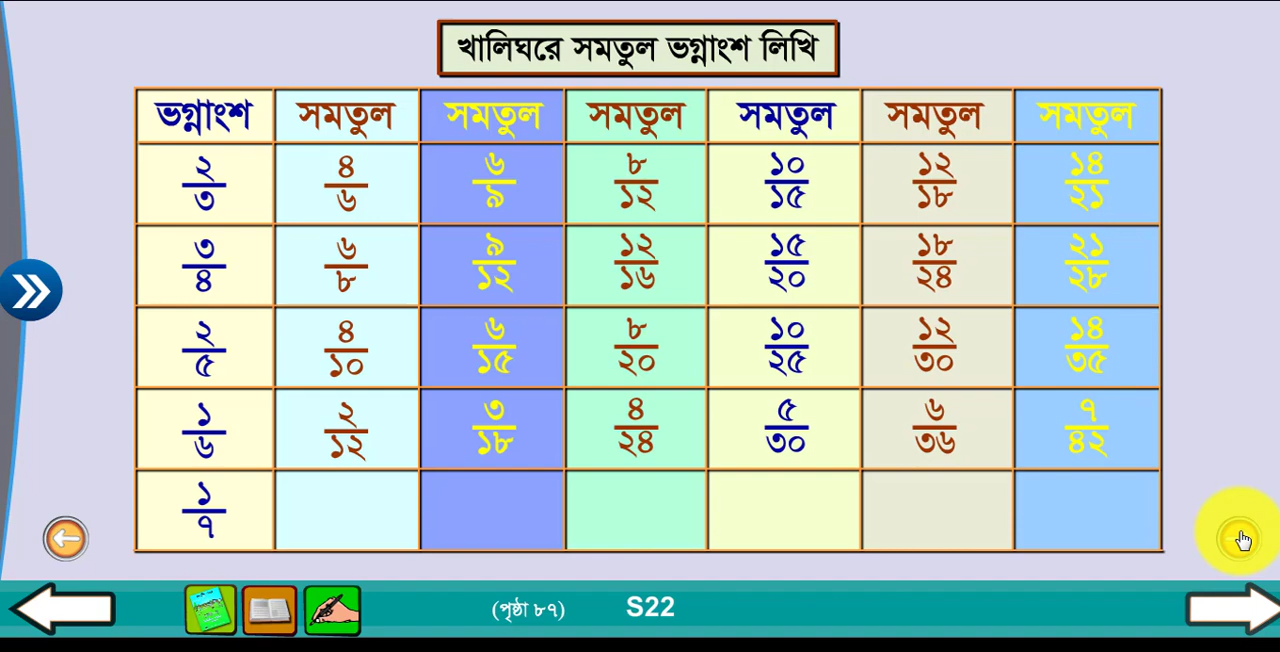 খালিঘরে সমতুল ভগ্নাংশ লিখি
ভগ্নাংশ সমতুল সমতুল সমতুল সমতুল সমতুল সমতুল
২/৩ ৪/৬ ৬/৯ ৮/১২ ১০/১৫ ১২/১৮ ১৪/২১
৩/৪ ৬/৮ ৯/১২ ১২/১৬ ১৫/২০ ১৮/২৪ ২১/২৮
২/৫ ৪/১০ ৬/১৫ ৮/২০ ১০/২৫ ১২/৩০ ১৪/৩৫
১/৬ ২/১২ ৩/১৮ ৪/২৪ ৫/৩০ ৬/৩৬ ৭/৪২
১/৭
(পৃষ্ঠা ৮৭) S22